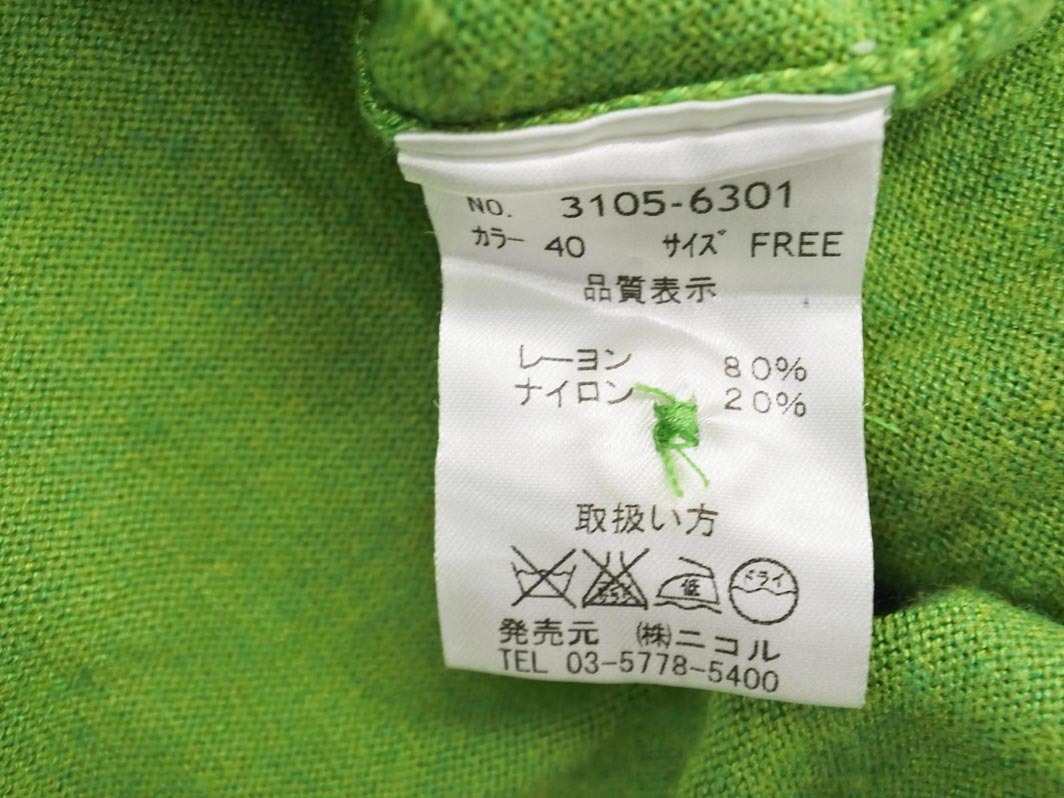 NO. 3105-6301
カラー 40 サイズ FREE
品質表示
レーヨン 80%
ナイロン 20%
取扱い方
低 ドライ
発売元 ㈱ニコル
TEL 03-5778-5400